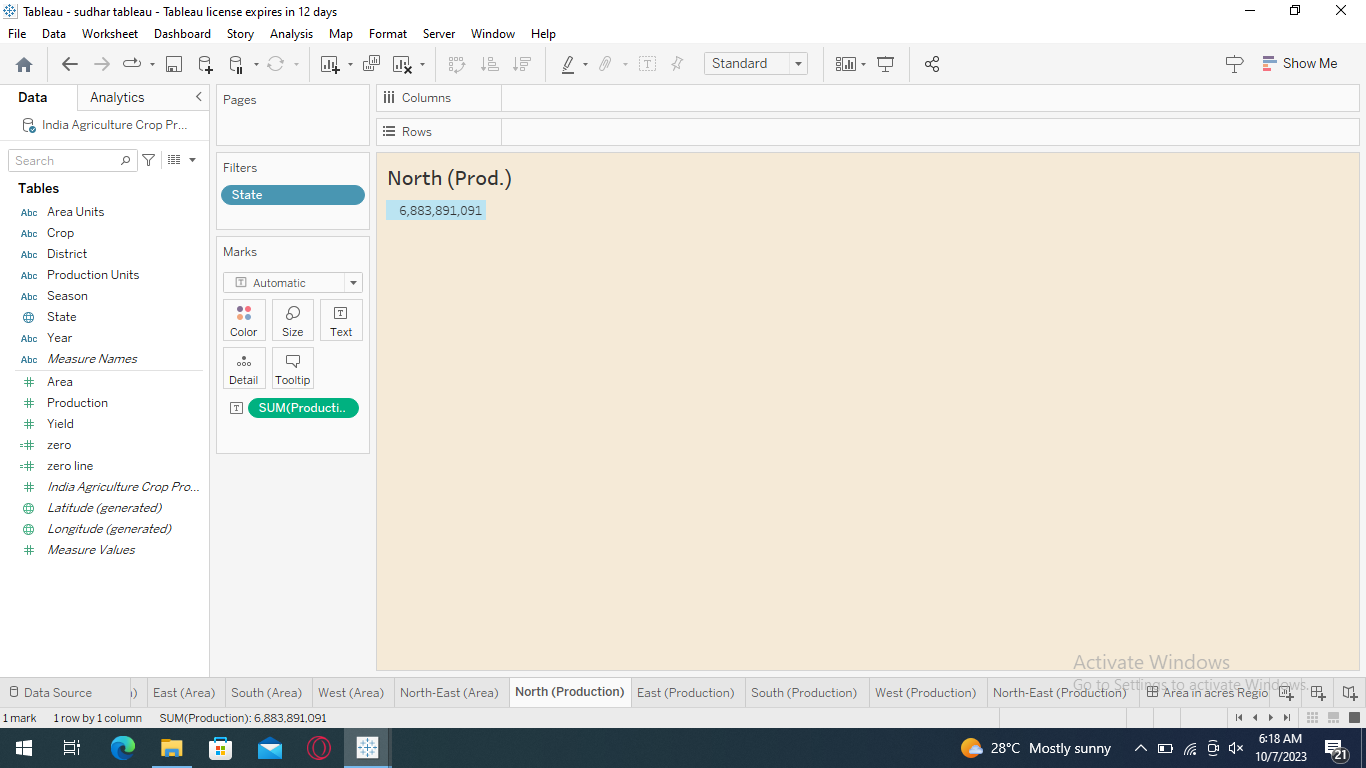 Tableau - sudhar tableau - Tableau license expires in 12 days
File Data Worksheet Dashboard Story Analysis Map Format Server Window Help
Standard
Show Me
Data Analytics
India Agriculture Crop Pr...
Search
Tables
Abc Area Units
Abc Crop
Abc District
Abc Production Units
Abc Season
State
Abc Year
Abc Measure Names
# Area
# Production
# Yield
=# zero
=# zero line
# India Agriculture Crop Pro...
Latitude (generated)
Longitude (generated)
# Measure Values
Pages
Filters
State
Marks
T Automatic
Color Size T Text
Detail Tooltip
T SUM(Producti..
Columns
Rows
North (Prod.)
6,883,891,091
Activate Windows
Go to Settings to activate Windows.
Data Source ı) East (Area) South (Area) West (Area) North-East (Area) North (Production) East (Production) South (Production) West (Production) North-East (Production) Area in acres Regio
1 mark 1 row by 1 column SUM(Production): 6,883,891,091
28°C Mostly sunny
6:18 AM
10/7/2023
21